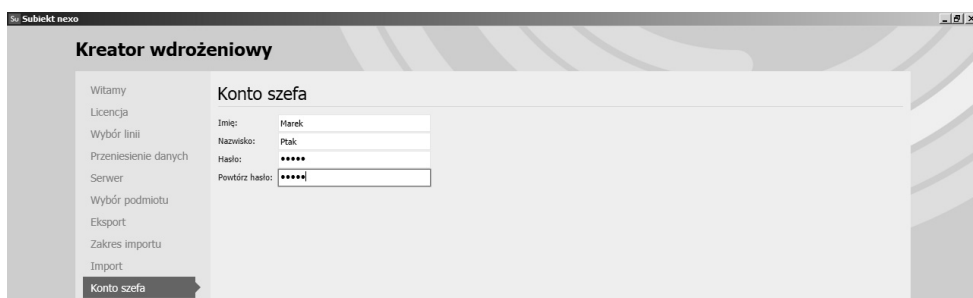 Su Subiekt nexo
Kreator wdrożeniowy
Witamy
Licencja
Wybór linii
Przeniesienie danych
Serwer
Wybór podmiotu
Eksport
Zakres importu
Import
Konto szefa
Konto szefa
Imię: Marek
Nazwisko: Ptak
Hasło: •••••
Powtórz hasło: •••••